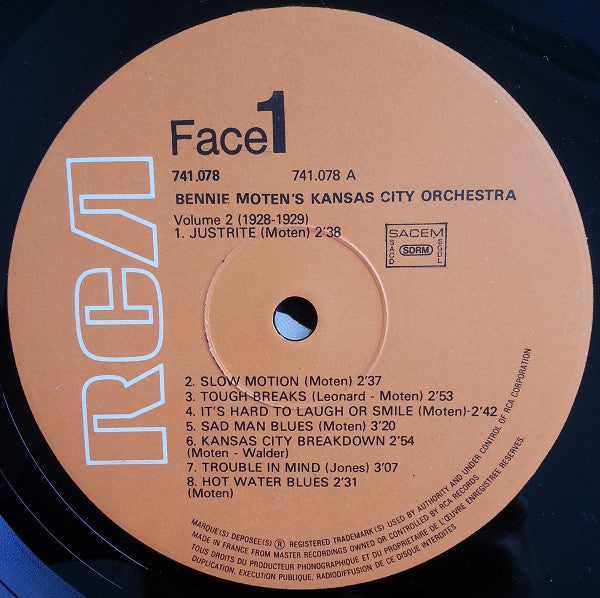 RCA
Face 1
741.078 741.078 A
BENNIE MOTEN'S KANSAS CITY ORCHESTRA
Volume 2 (1928-1929)
1. JUSTRITE (Moten) 2'38
SACEM
SACD
SDRM
SGDL
2. SLOW MOTION (Moten) 2'37
3. TOUGH BREAKS (Leonard - Moten) 2'53
4. IT'S HARD TO LAUGH OR SMILE (Moten)-2'42
5. SAD MAN BLUES (Moten) 3'20
6. KANSAS CITY BREAKDOWN 2'54
(Moten - Walder)
7. TROUBLE IN MIND (Jones) 3'07
8. HOT WATER BLUES 2'31
(Moten)
MARQUE(S) DEPOSEE(S) ® REGISTERED TRADEMARK(S) USED BY AUTHORITY AND UNDER CONTROL OF RCA CORPORATION
MADE IN FRANCE FROM MASTER RECORDINGS OWNED OR CONTROLLED BY RCA RECORDS
TOUS DROITS DU PRODUCTEUR PHONOGRAPHIQUE ET DU PROPRIETAIRE DE L'ŒUVRE ENREGISTREE RESERVES
DUPLICATION, EXECUTION PUBLIQUE, RADIODIFFUSION DE CE DISQUE INTERDITES